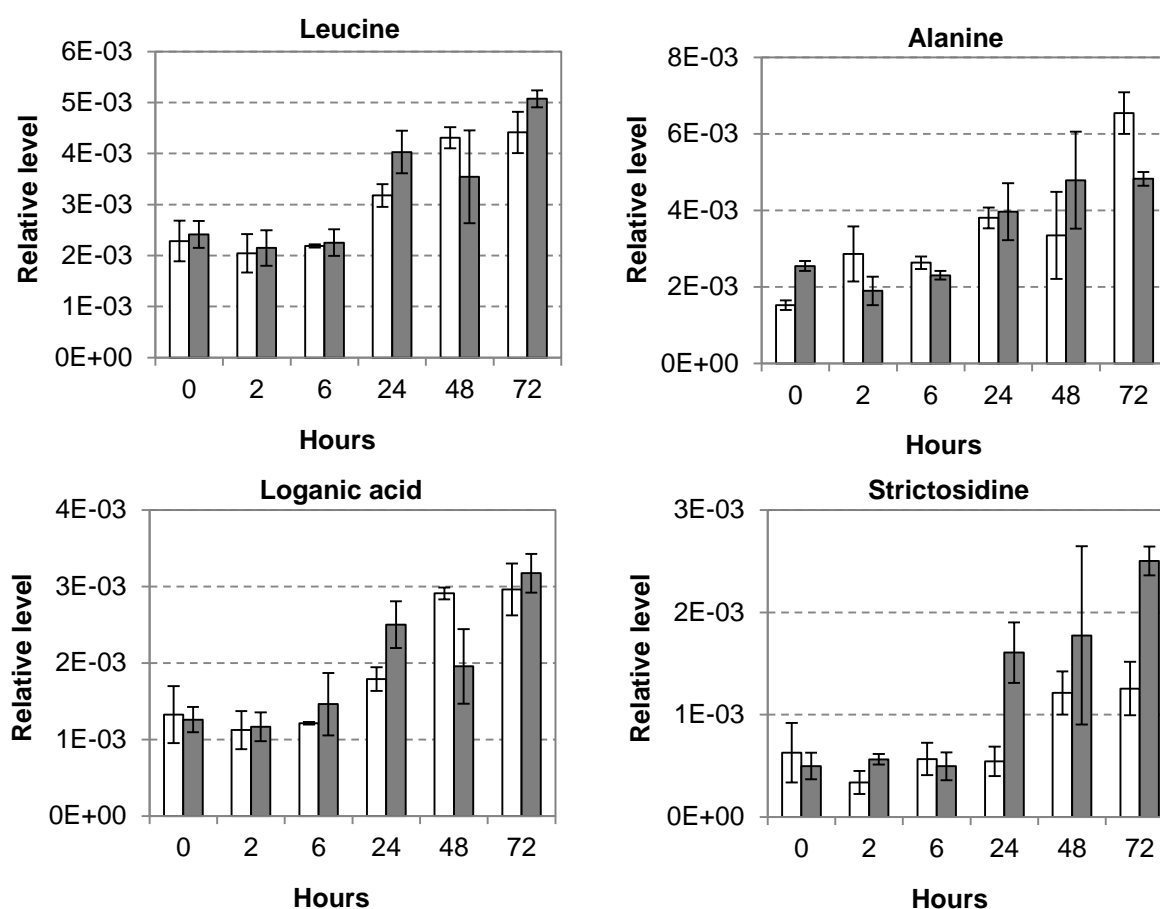 Leucine
6E-03
5E-03
4E-03
3E-03
2E-03
1E-03
0E+00
Relative level
0 2 6 24 48 72
Hours
Alanine
8E-03
6E-03
4E-03
2E-03
0E+00
Relative level
0 2 6 24 48 72
Hours
Loganic acid
4E-03
3E-03
2E-03
1E-03
0E+00
Relative level
0 2 6 24 48 72
Hours
Strictosidine
3E-03
2E-03
1E-03
0E+00
Relative level
0 2 6 24 48 72
Hours